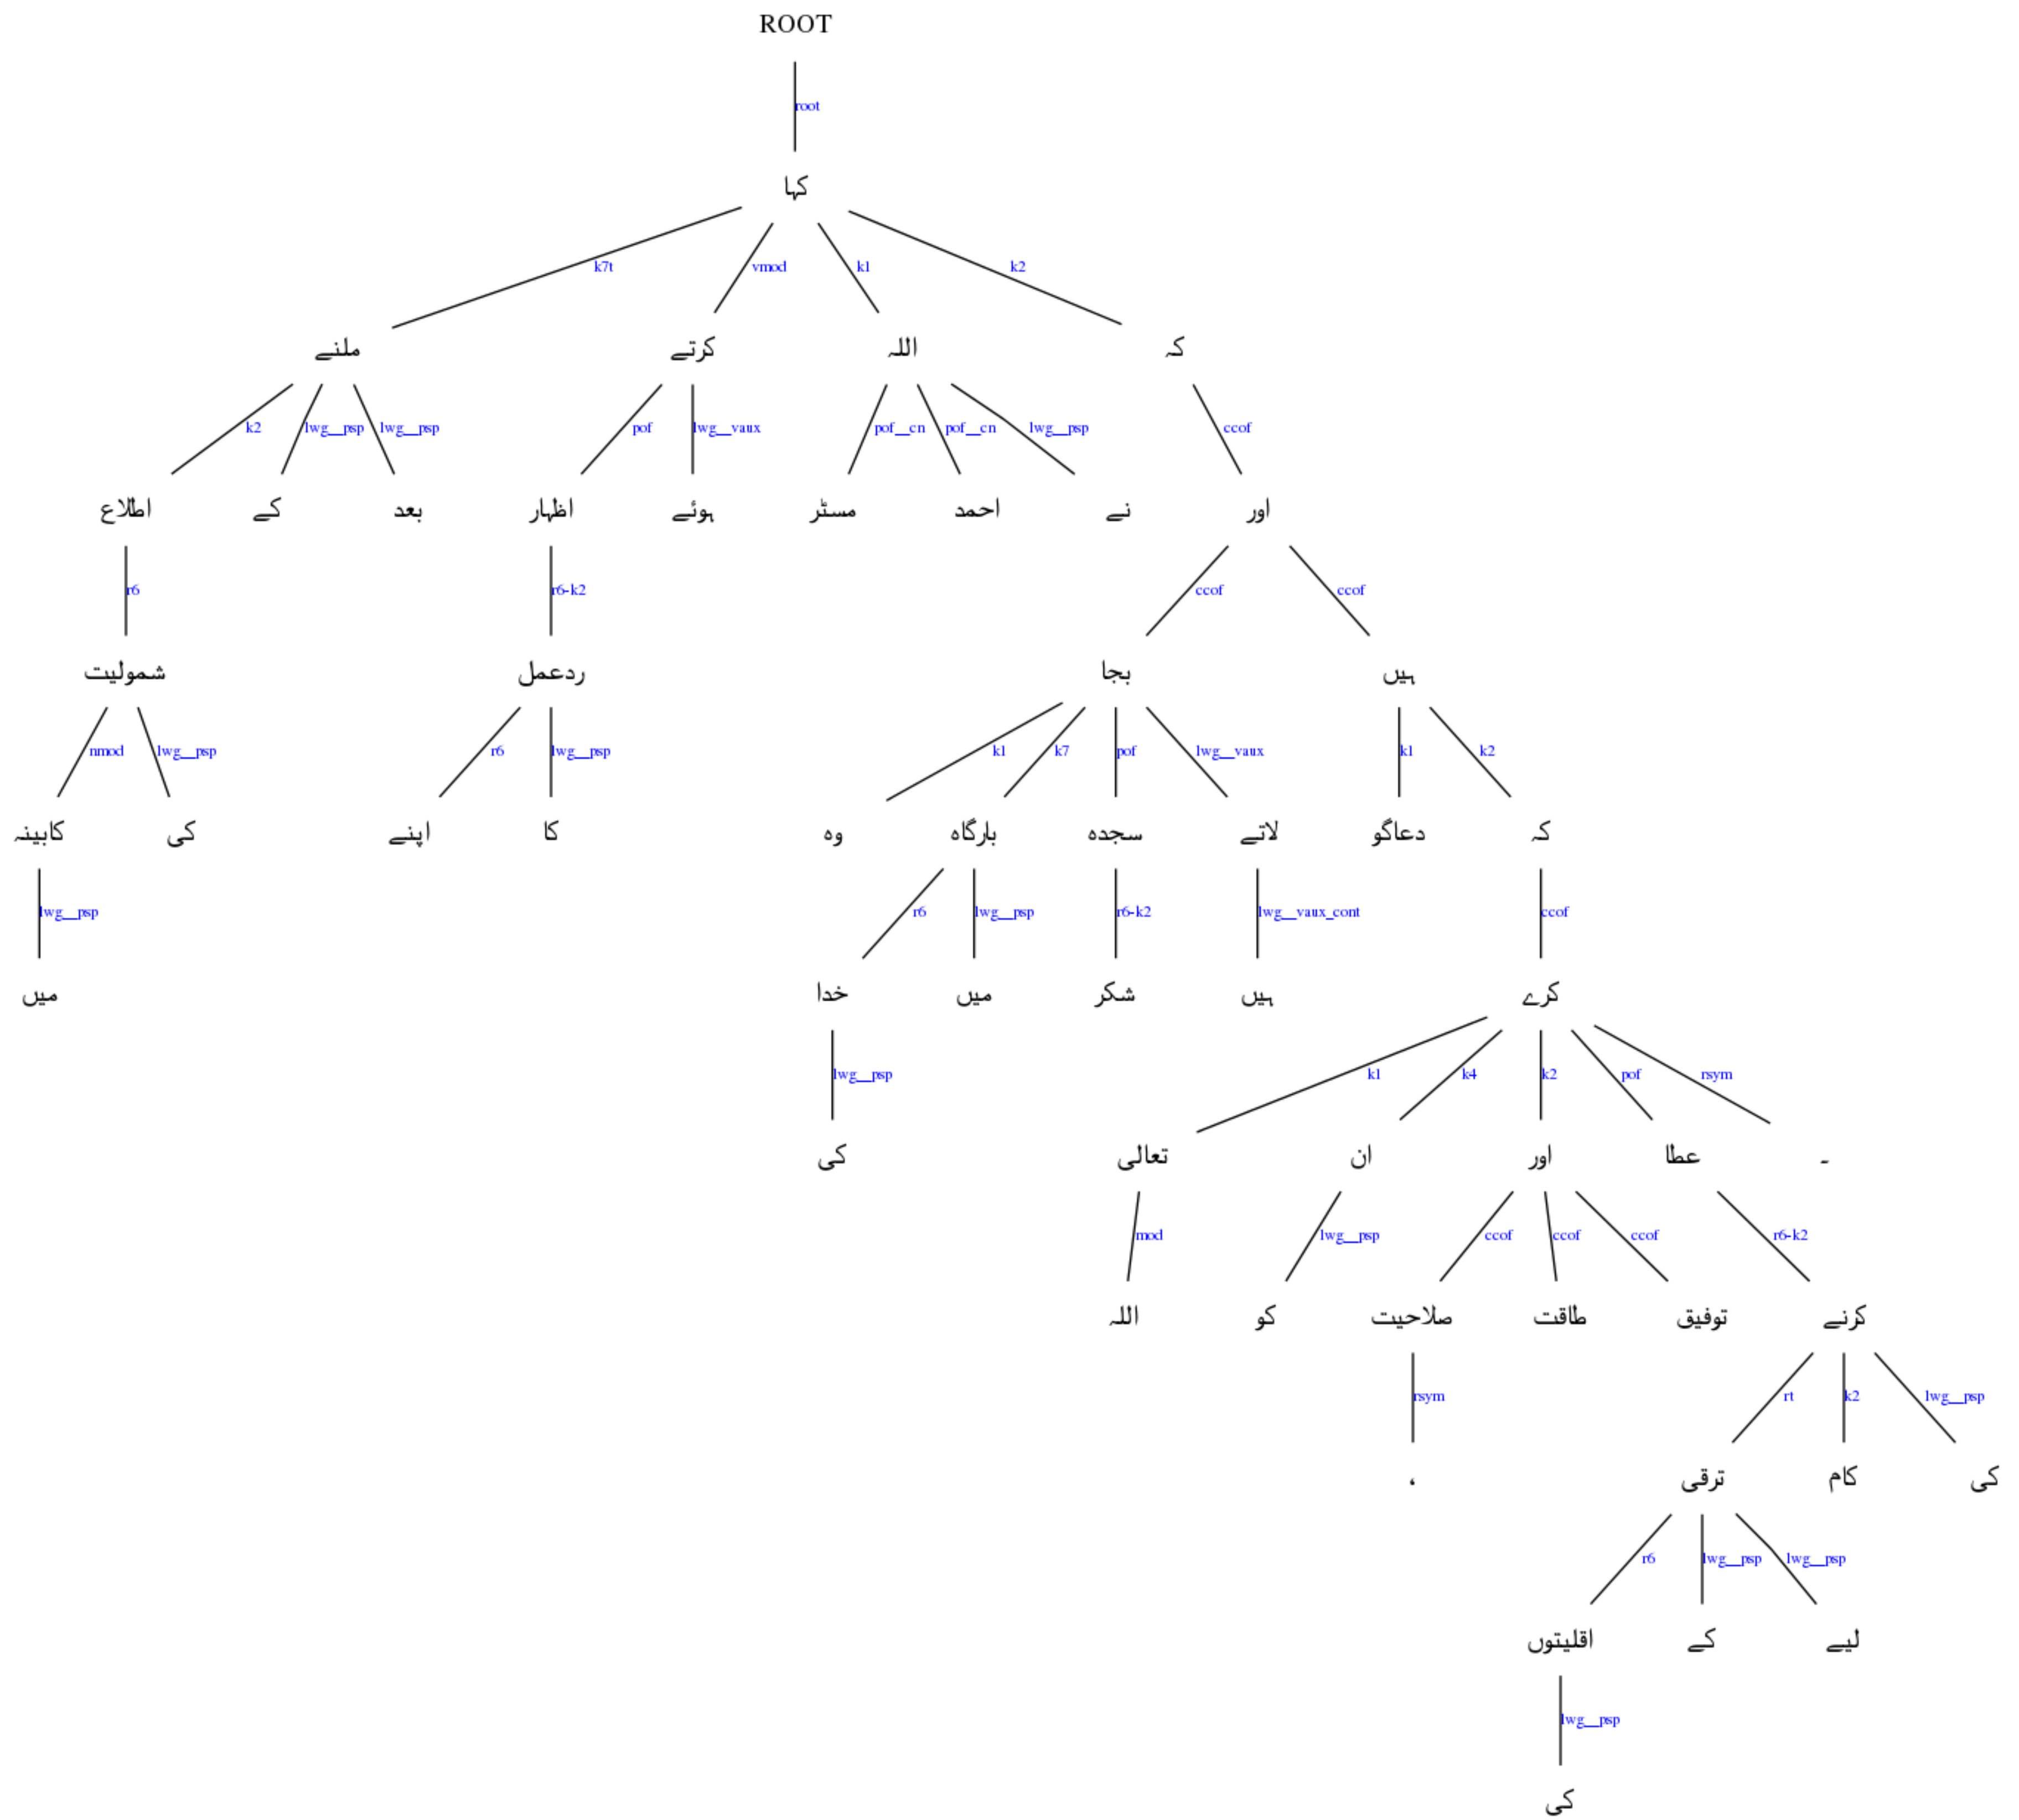 ROOT
root
کہا
k7t vmod k1 k2
ملنے کرتے اللہ کہ
k2 lwg__psp lwg__psp pof lwg__vaux pof__cn pof__cn lwg__psp ccof
اطلاع کے بعد اظہار ہوئے مسٹر احمد نے اور
r6 r6-k2 ccof ccof
شمولیت ردعمل بجا ہیں
nmod lwg__psp r6 lwg__psp k1 k7 pof lwg__vaux k1 k2
کابینہ کی اپنے کا وہ بارگاہ سجدہ لاتے دعاگو کہ
lwg__psp r6 lwg__psp r6-k2 lwg__vaux_cont ccof
میں خدا میں شکر ہیں کرے
lwg__psp k1 k4 k2 pof rsym
کی تعالی ان اور عطا ۔
mod lwg__psp ccof ccof ccof r6-k2
اللہ کو صلاحیت طاقت توفیق کرنے
rsym rt k2 lwg__psp
، ترقی کام کی
r6 lwg__psp lwg__psp
اقلیتوں کے لیے
lwg__psp
کی